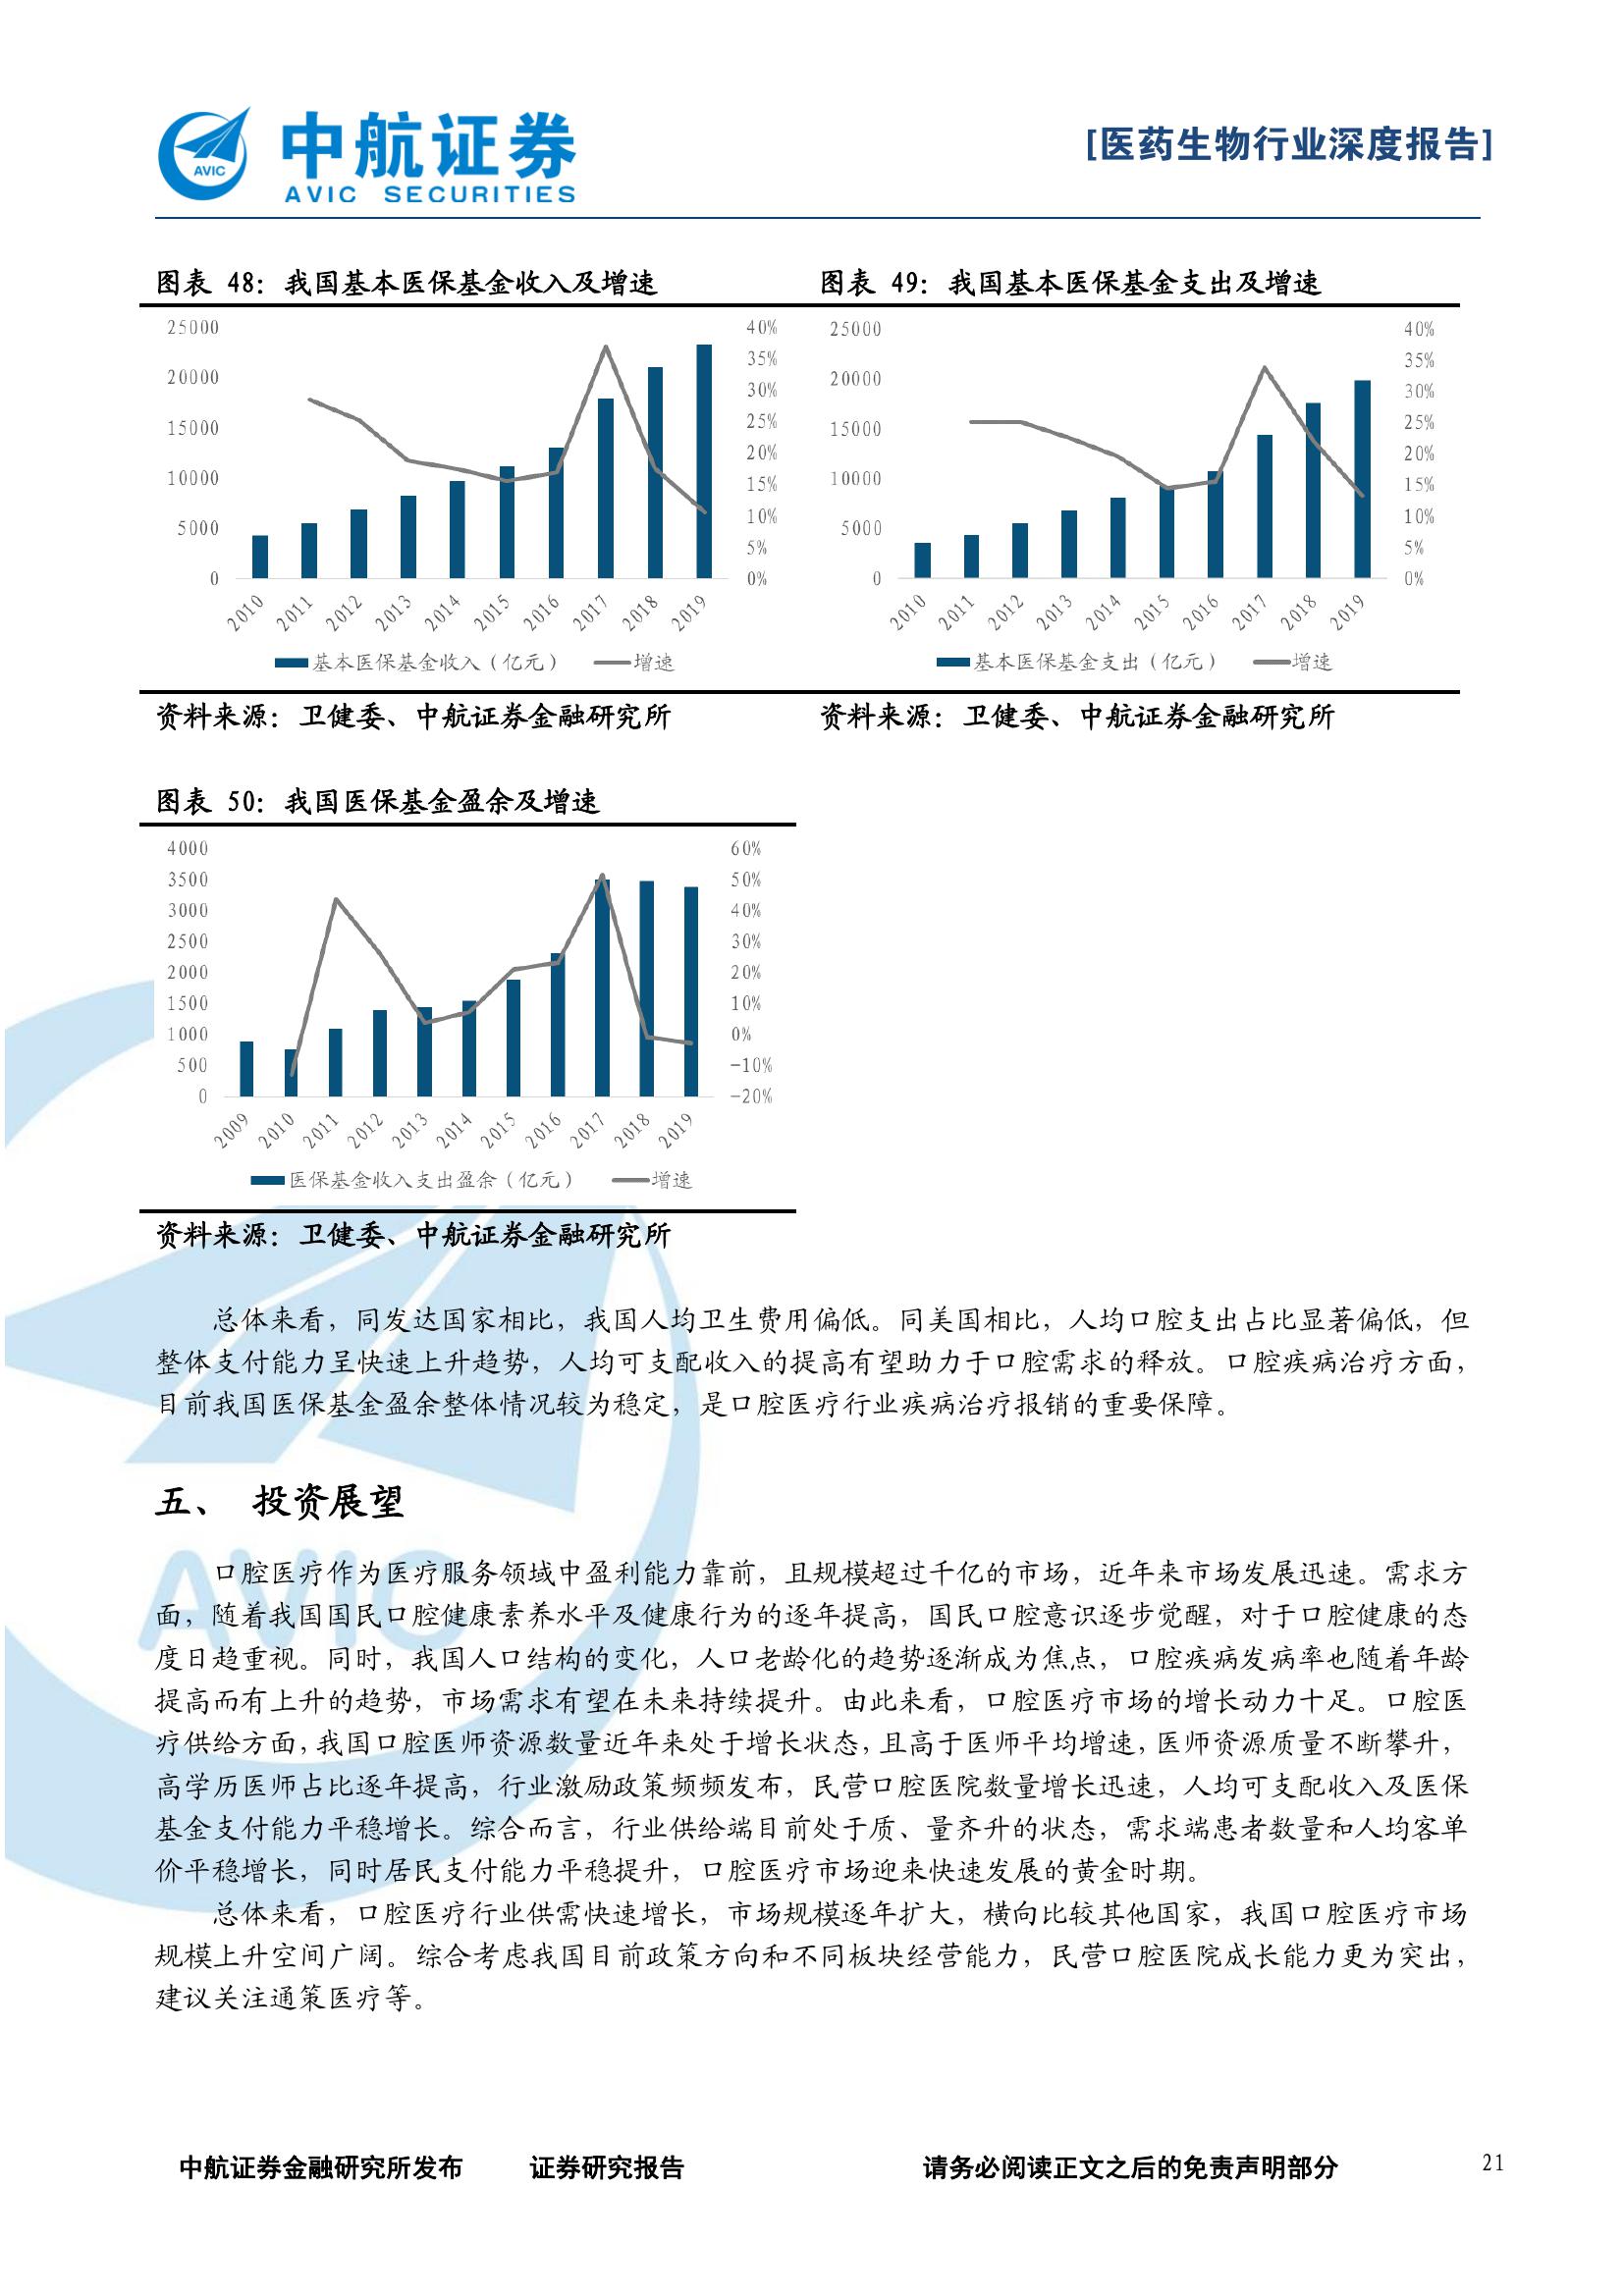 中航证券
AVIC SECURITIES
AVIC
[医药生物行业深度报告]
图表 48：我国基本医保基金收入及增速
25000
20000
15000
10000
5000
0
40%
35%
30%
25%
20%
15%
10%
5%
0%
2010 2011 2012 2013 2014 2015 2016 2017 2018 2019
基本医保基金收入（亿元） 增速
资料来源：卫健委、中航证券金融研究所
图表 49：我国基本医保基金支出及增速
25000
20000
15000
10000
5000
0
40%
35%
30%
25%
20%
15%
10%
5%
0%
2010 2011 2012 2013 2014 2015 2016 2017 2018 2019
基本医保基金支出（亿元） 增速
资料来源：卫健委、中航证券金融研究所
图表 50：我国医保基金盈余及增速
4000
3500
3000
2500
2000
1500
1000
500
0
60%
50%
40%
30%
20%
10%
0%
-10%
-20%
2009 2010 2011 2012 2013 2014 2015 2016 2017 2018 2019
医保基金收入支出盈余（亿元） 增速
资料来源：卫健委、中航证券金融研究所
总体来看，同发达国家相比，我国人均卫生费用偏低。同美国相比，人均口腔支出占比显著偏低，但
整体支付能力呈快速上升趋势，人均可支配收入的提高有望助力于口腔需求的释放。口腔疾病治疗方面，
目前我国医保基金盈余整体情况较为稳定，是口腔医疗行业疾病治疗报销的重要保障。
五、 投资展望
口腔医疗作为医疗服务领域中盈利能力靠前，且规模超过千亿的市场，近年来市场发展迅速。需求方
面，随着我国国民口腔健康素养水平及健康行为的逐年提高，国民口腔意识逐步觉醒，对于口腔健康的态
度日趋重视。同时，我国人口结构的变化，人口老龄化的趋势逐渐成为焦点，口腔疾病发病率也随着年龄
提高而有上升的趋势，市场需求有望在未来持续提升。由此来看，口腔医疗市场的增长动力十足。口腔医
疗供给方面，我国口腔医师资源数量近年来处于增长状态，且高于医师平均增速，医师资源质量不断攀升，
高学历医师占比逐年提高，行业激励政策频频发布，民营口腔医院数量增长迅速，人均可支配收入及医保
基金支付能力平稳增长。综合而言，行业供给端目前处于质、量齐升的状态，需求端患者数量和人均客单
价平稳增长，同时居民支付能力平稳提升，口腔医疗市场迎来快速发展的黄金时期。
总体来看，口腔医疗行业供需快速增长，市场规模逐年扩大，横向比较其他国家，我国口腔医疗市场
规模上升空间广阔。综合考虑我国目前政策方向和不同板块经营能力，民营口腔医院成长能力更为突出，
建议关注通策医疗等。
AVIC
中航证券金融研究所发布 证券研究报告 请务必阅读正文之后的免责声明部分 21